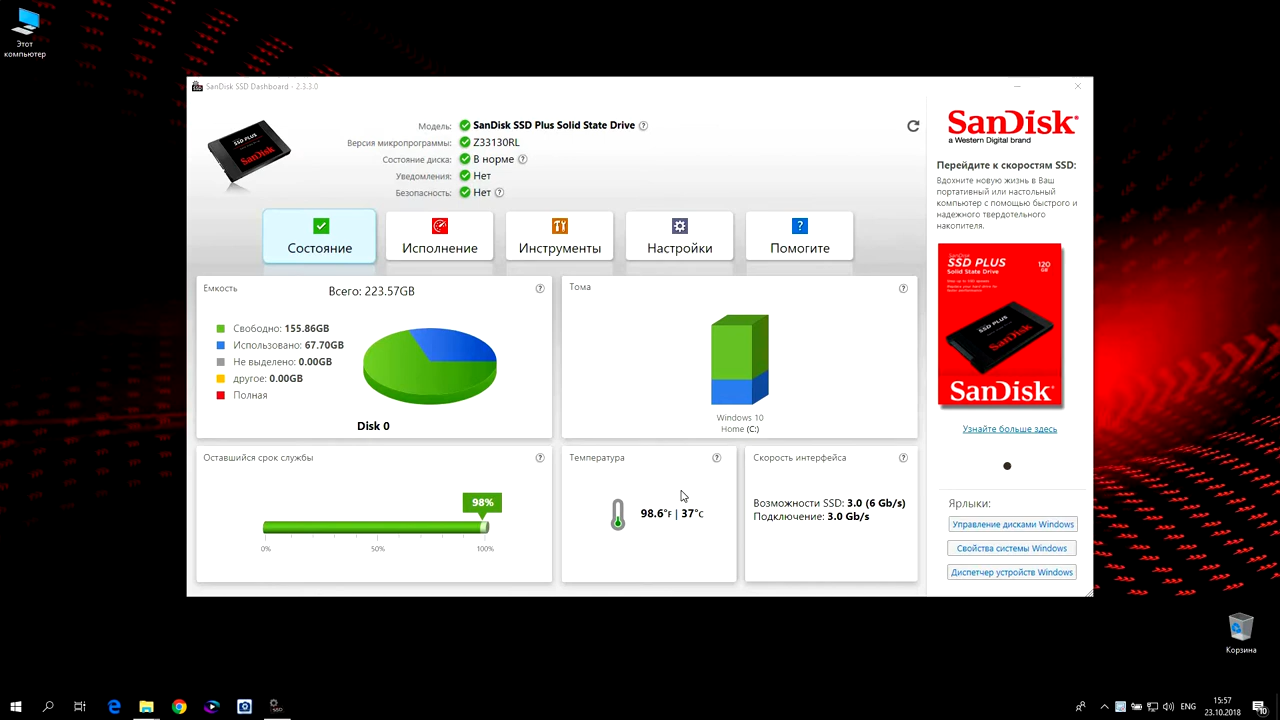 Этот
компьютер
SanDisk SSD Dashboard - 2.3.3.0
Модель: SanDisk SSD Plus Solid State Drive
Версия микропрограммы: Z33130RL
Состояние диска: В норме
Уведомления: Нет
Безопасность: Нет
Состояние
Исполнение
Инструменты
Настройки
Помогите
Емкость
Всего: 223.57GB
Свободно: 155.86GB
Использовано: 67.70GB
Не выделено: 0.00GB
другое: 0.00GB
Полная
Disk 0
Тома
Windows 10
Home (C:)
Оставшийся срок службы
98%
0%
50%
100%
Температура
98.6°F | 37°C
Скорость интерфейса
Возможности SSD: 3.0 (6 Gb/s)
Подключение: 3.0 Gb/s
SanDisk®
a Western Digital brand
Перейдите к скоростям SSD:
Вдохните новую жизнь в Ваш
портативный или настольный
компьютер с помощью быстрого и
надежного твердотельного
накопителя.
SanDisk
SSD PLUS
Solid State Drive
120
GB
SSD PLUS
SanDisk
SanDisk®
Узнайте больше здесь
Ярлыки:
Управление дисками Windows
Свойства системы Windows
Диспетчер устройств Windows
Корзина
ENG
15:57
23.10.2018
10